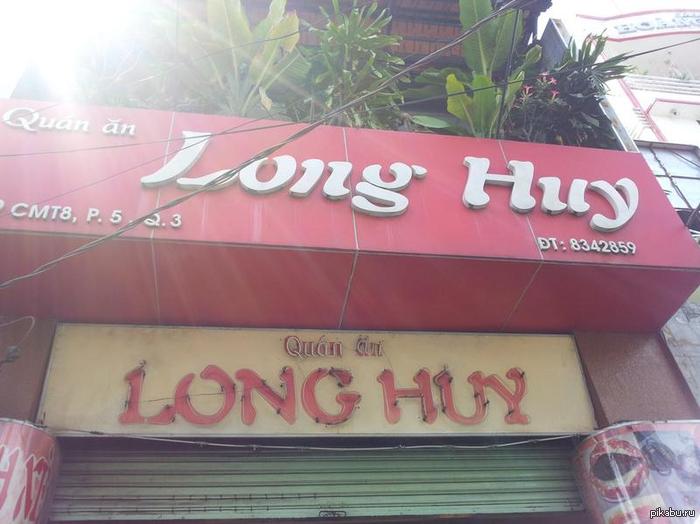 Quán ăn
Long Huy
CMT8, P. 5 - Q. 3
ĐT: 8342859
Quán ăn
LONG HUY
pikabu.ru